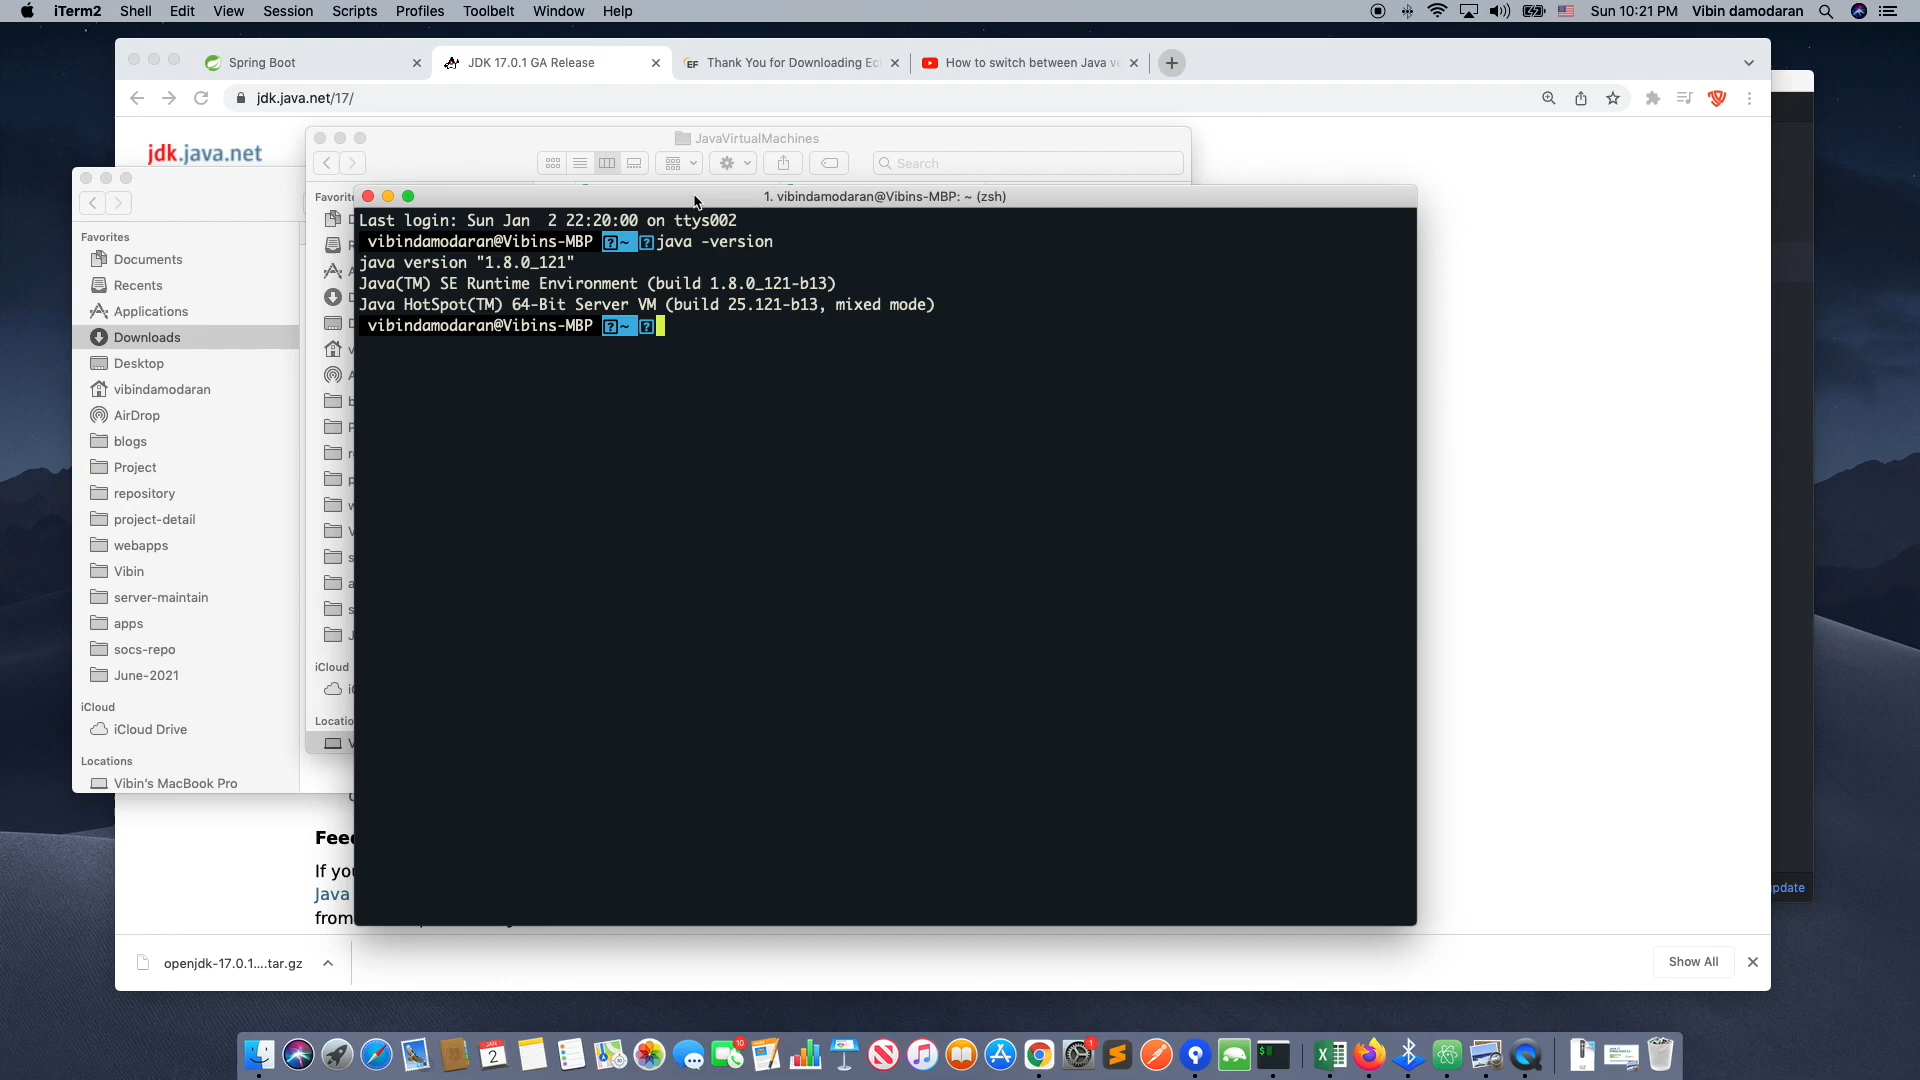 iTerm2 Shell Edit View Session Scripts Profiles Toolbelt Window Help
Sun 10:21 PM Vibin damodaran
Spring Boot
JDK 17.0.1 GA Release
Thank You for Downloading Ec
How to switch between Java ve
jdk.java.net/17/
jdk.java.net
JavaVirtualMachines
Search
Favorite
1. vibindamodaran@Vibins-MBP: ~ (zsh)
Last login: Sun Jan  2 22:20:00 on ttys002
vibindamodaran@Vibins-MBP ~ java -version
java version "1.8.0_121"
Java(TM) SE Runtime Environment (build 1.8.0_121-b13)
Java HotSpot(TM) 64-Bit Server VM (build 25.121-b13, mixed mode)
vibindamodaran@Vibins-MBP ~
Favorites
Documents
Recents
Applications
Downloads
Desktop
vibindamodaran
AirDrop
blogs
Project
repository
project-detail
webapps
Vibin
server-maintain
apps
socs-repo
June-2021
iCloud
iCloud Drive
Locations
Vibin's MacBook Pro
iCloud
Locatio
Feed
If you
Java
from
pdate
openjdk-17.0.1....tar.gz
Show All